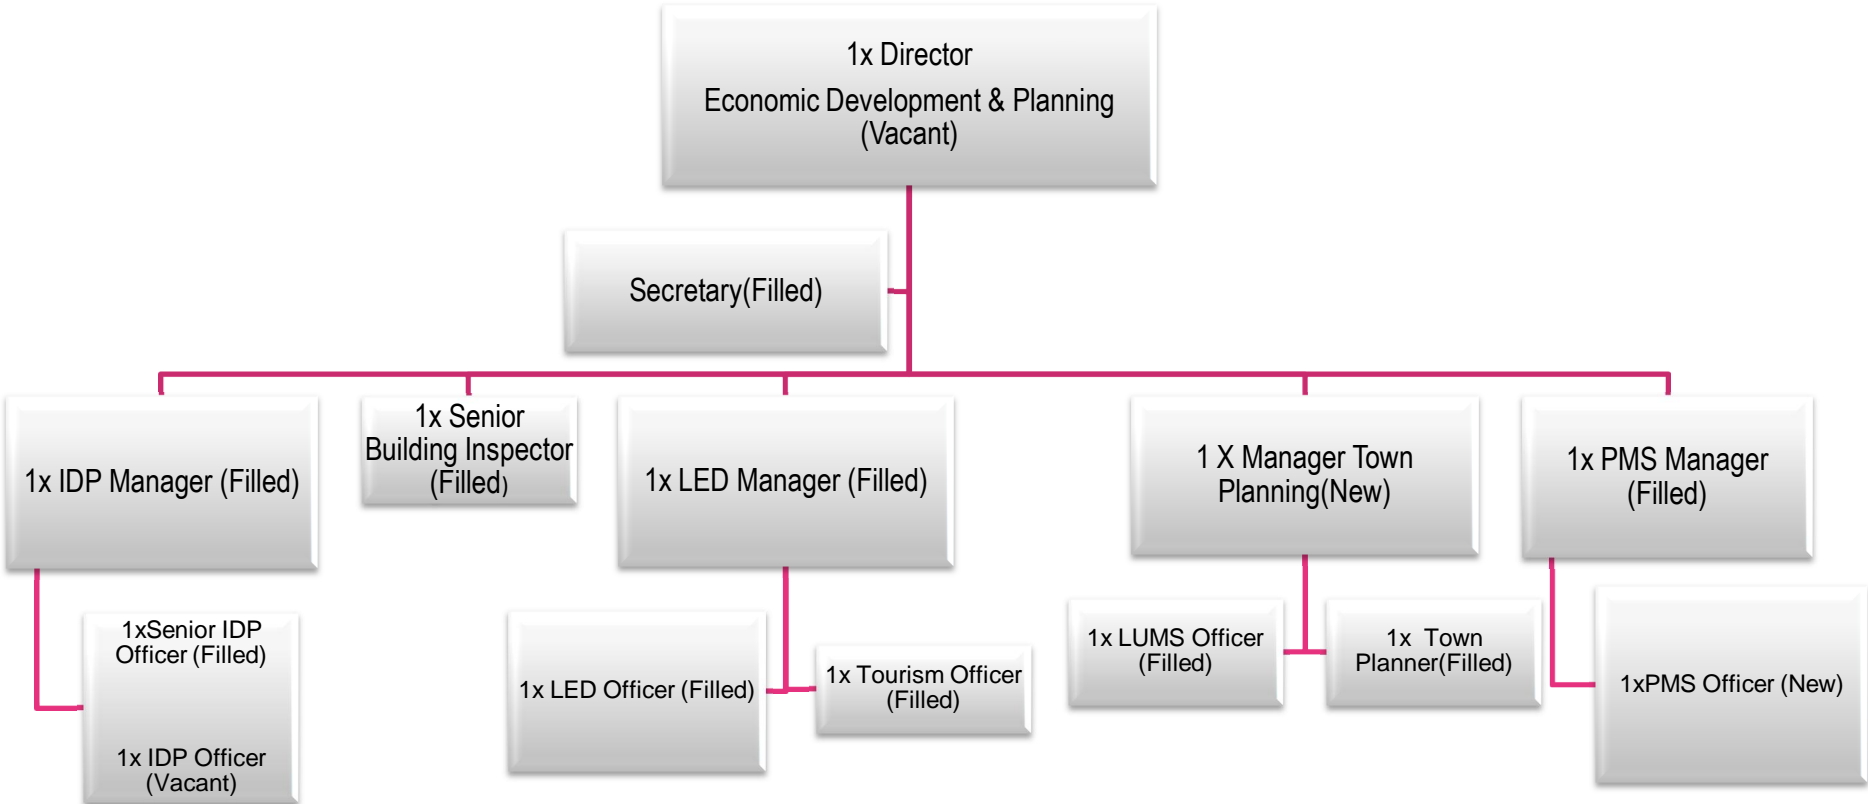 1x Director
Economic Development & Planning
(Vacant)
Secretary(Filled)
1x IDP Manager (Filled)
1x Senior
Building Inspector
(Filled)
1x LED Manager (Filled)
1 X Manager Town
Planning(New)
1x PMS Manager
(Filled)
1xSenior IDP
Officer (Filled)
1x IDP Officer
(Vacant)
1x LED Officer (Filled)
1x Tourism Officer
(Filled)
1x LUMS Officer
(Filled)
1x  Town
Planner(Filled)
1xPMS Officer (New)